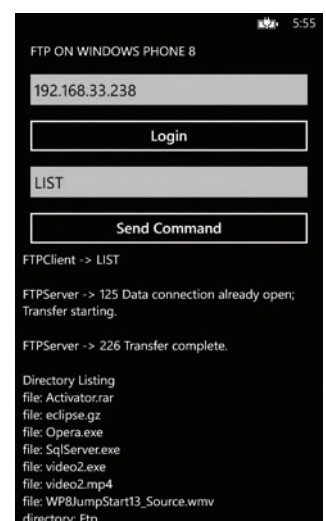 5:55
FTP ON WINDOWS PHONE 8
192.168.33.238
Login
LIST
Send Command
FTPClient -> LIST
FTPServer -> 125 Data connection already open;
Transfer starting.
FTPServer -> 226 Transfer complete.
Directory Listing
file: Activator.rar
file: eclipse.gz
file: Opera.exe
file: SqlServer.exe
file: video2.exe
file: video2.mp4
file: WP8JumpStart13_Source.wmv
directory: Ftp